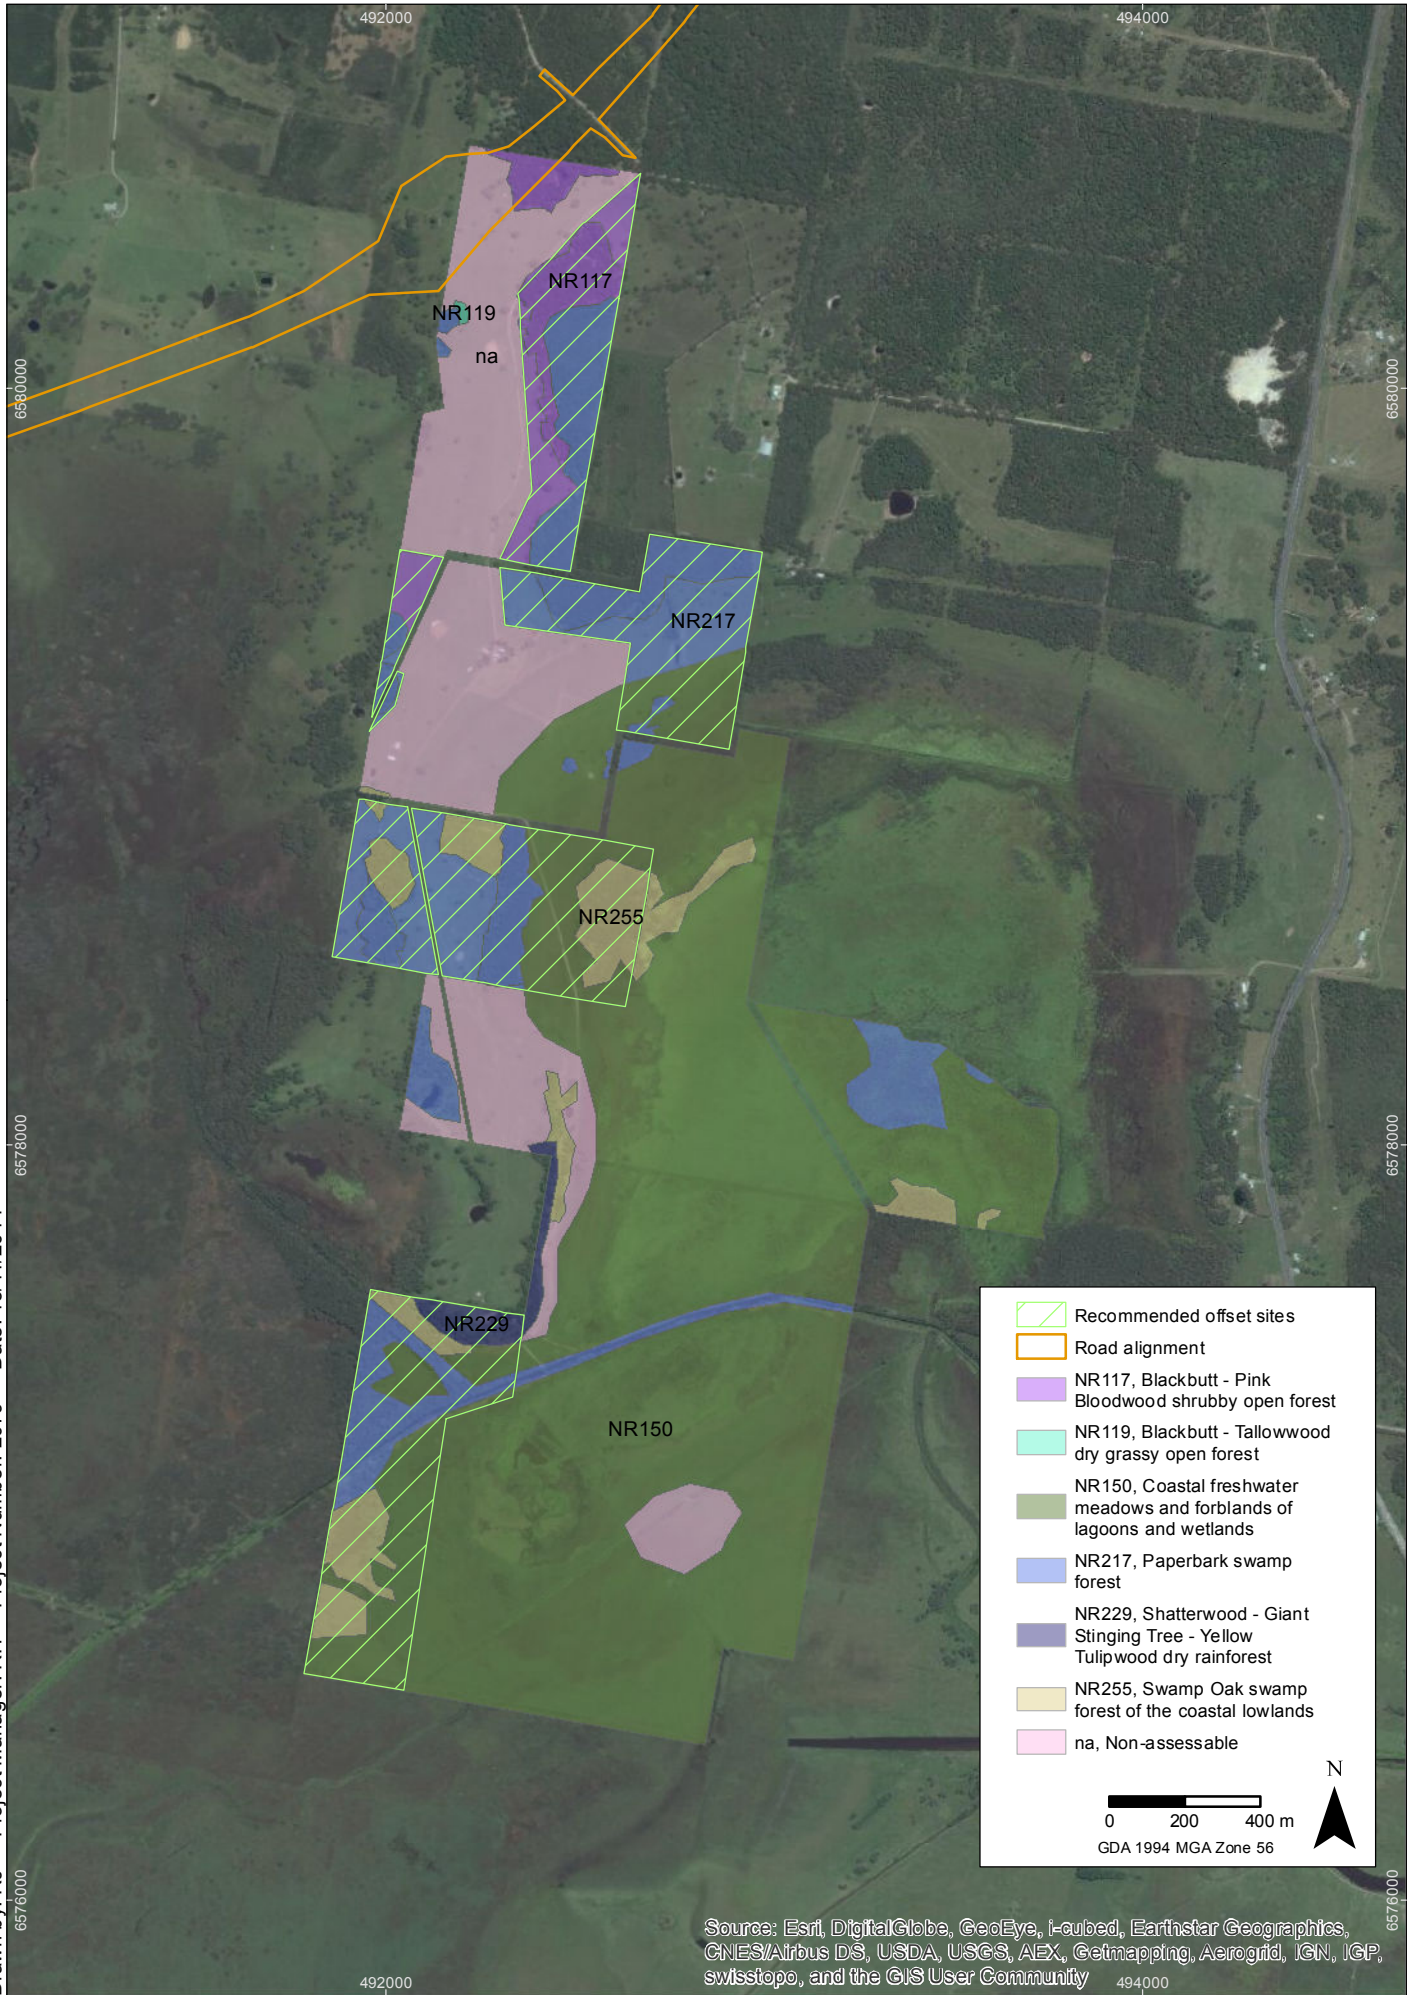 492000
494000
6580000
6580000
NR117
NR119
na
NR217
NR255
6578000
6578000
NR229
NR150
Recommended offset sites
Road alignment
NR117, Blackbutt - Pink
Bloodwood shrubby open forest
NR119, Blackbutt - Tallowwood
dry grassy open forest
NR150, Coastal freshwater
meadows and forblands of
lagoons and wetlands
NR217, Paperbark swamp
forest
NR229, Shatterwood - Giant
Stinging Tree - Yellow
Tulipwood dry rainforest
NR255, Swamp Oak swamp
forest of the coastal lowlands
na, Non-assessable
N
0 200 400 m
GDA 1994 MGA Zone 56
6576000
6576000
Source: Esri, DigitalGlobe, GeoEye, i-cubed, Earthstar Geographics,
CNES/Airbus DS, USDA, USGS, AEX, Getmapping, Aerogrid, IGN, IGP,
swisstopo, and the GIS User Community
492000
494000